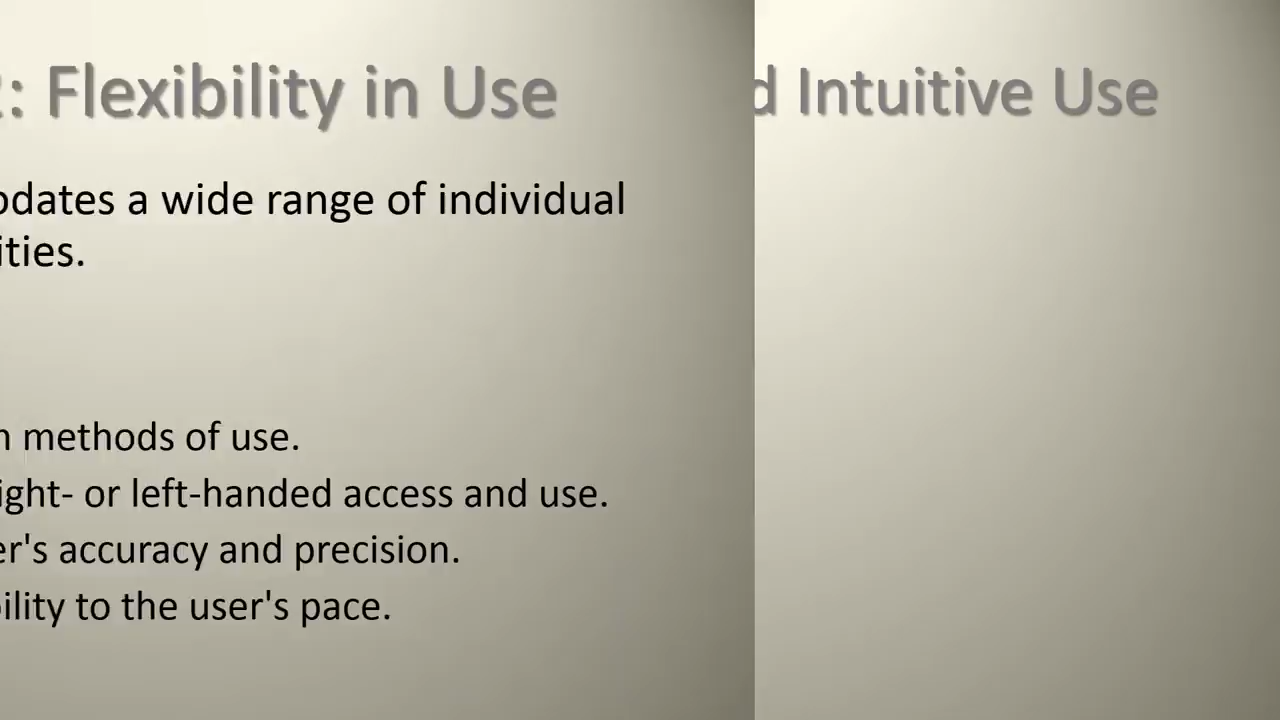 : Flexibility in Use
d Intuitive Use
odates a wide range of individual
ities.
methods of use.
ight- or left-handed access and use.
er's accuracy and precision.
ility to the user's pace.